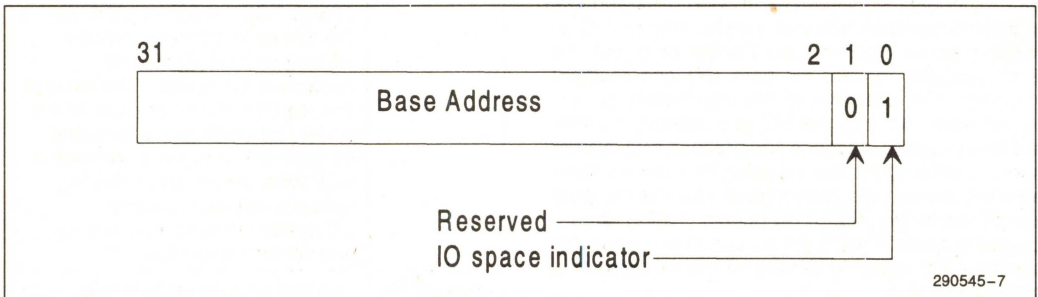 31 2 1 0
Base Address 0 1
Reserved
IO space indicator
290545-7